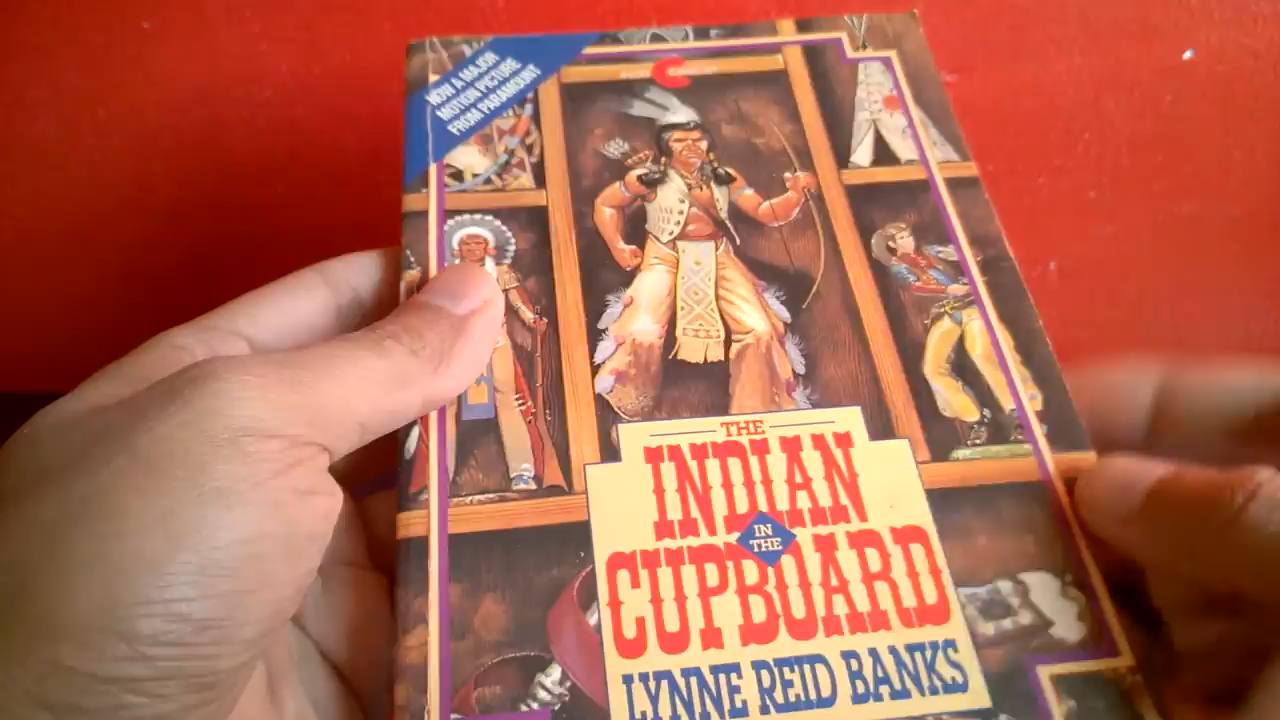 NOW A MAJOR
MOTION PICTURE
FROM PARAMOUNT
THE
INDIAN
IN
THE
CUPBOARD
LYNNE REID BANKS